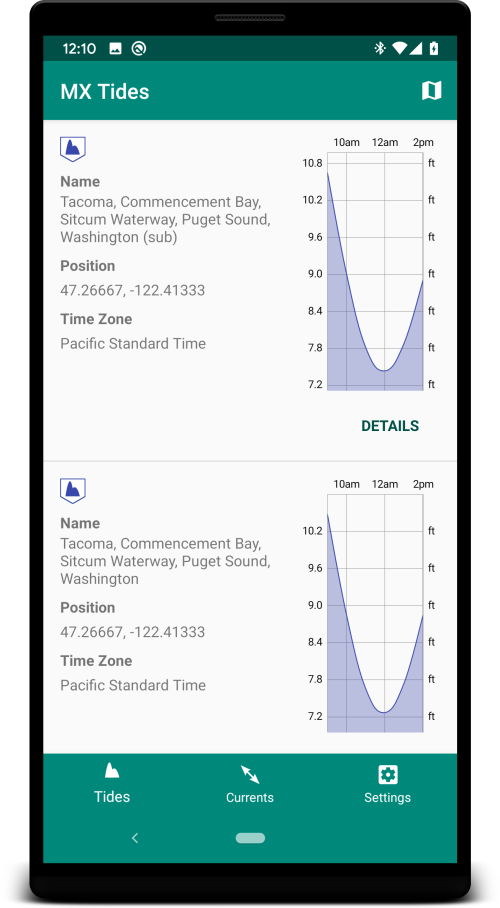 12:10
MX Tides
Name
Tacoma, Commencement Bay,
Sitcum Waterway, Puget Sound,
Washington (sub)
Position
47.26667, -122.41333
Time Zone
Pacific Standard Time
10am 12am 2pm
10.8 ft
10.2 ft
9.6 ft
9.0 ft
8.4 ft
7.8 ft
7.2 ft
DETAILS
Name
Tacoma, Commencement Bay,
Sitcum Waterway, Puget Sound,
Washington
Position
47.26667, -122.41333
Time Zone
Pacific Standard Time
10am 12am 2pm
10.2 ft
9.6 ft
9.0 ft
8.4 ft
7.8 ft
7.2 ft
Tides Currents Settings